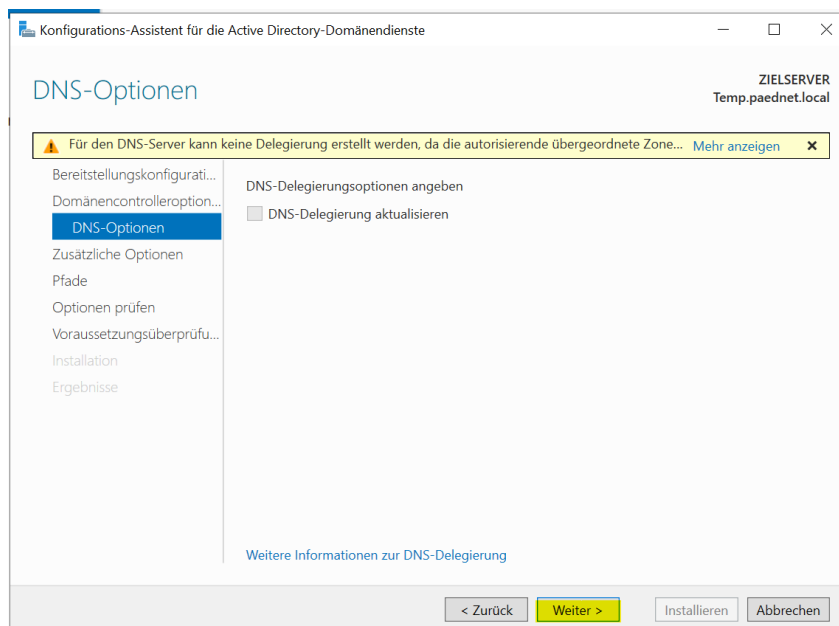 Konfigurations-Assistent für die Active Directory-Domänendienste
DNS-Optionen
ZIELSERVER
Temp.paednet.local
Für den DNS-Server kann keine Delegierung erstellt werden, da die autorisierende übergeordnete Zone... Mehr anzeigen
Bereitstellungskonfigurati...
Domänencontrolleroption...
DNS-Optionen
Zusätzliche Optionen
Pfade
Optionen prüfen
Voraussetzungsüberprüfu...
Installation
Ergebnisse
DNS-Delegierungsoptionen angeben
DNS-Delegierung aktualisieren
Weitere Informationen zur DNS-Delegierung
< Zurück Weiter > Installieren Abbrechen